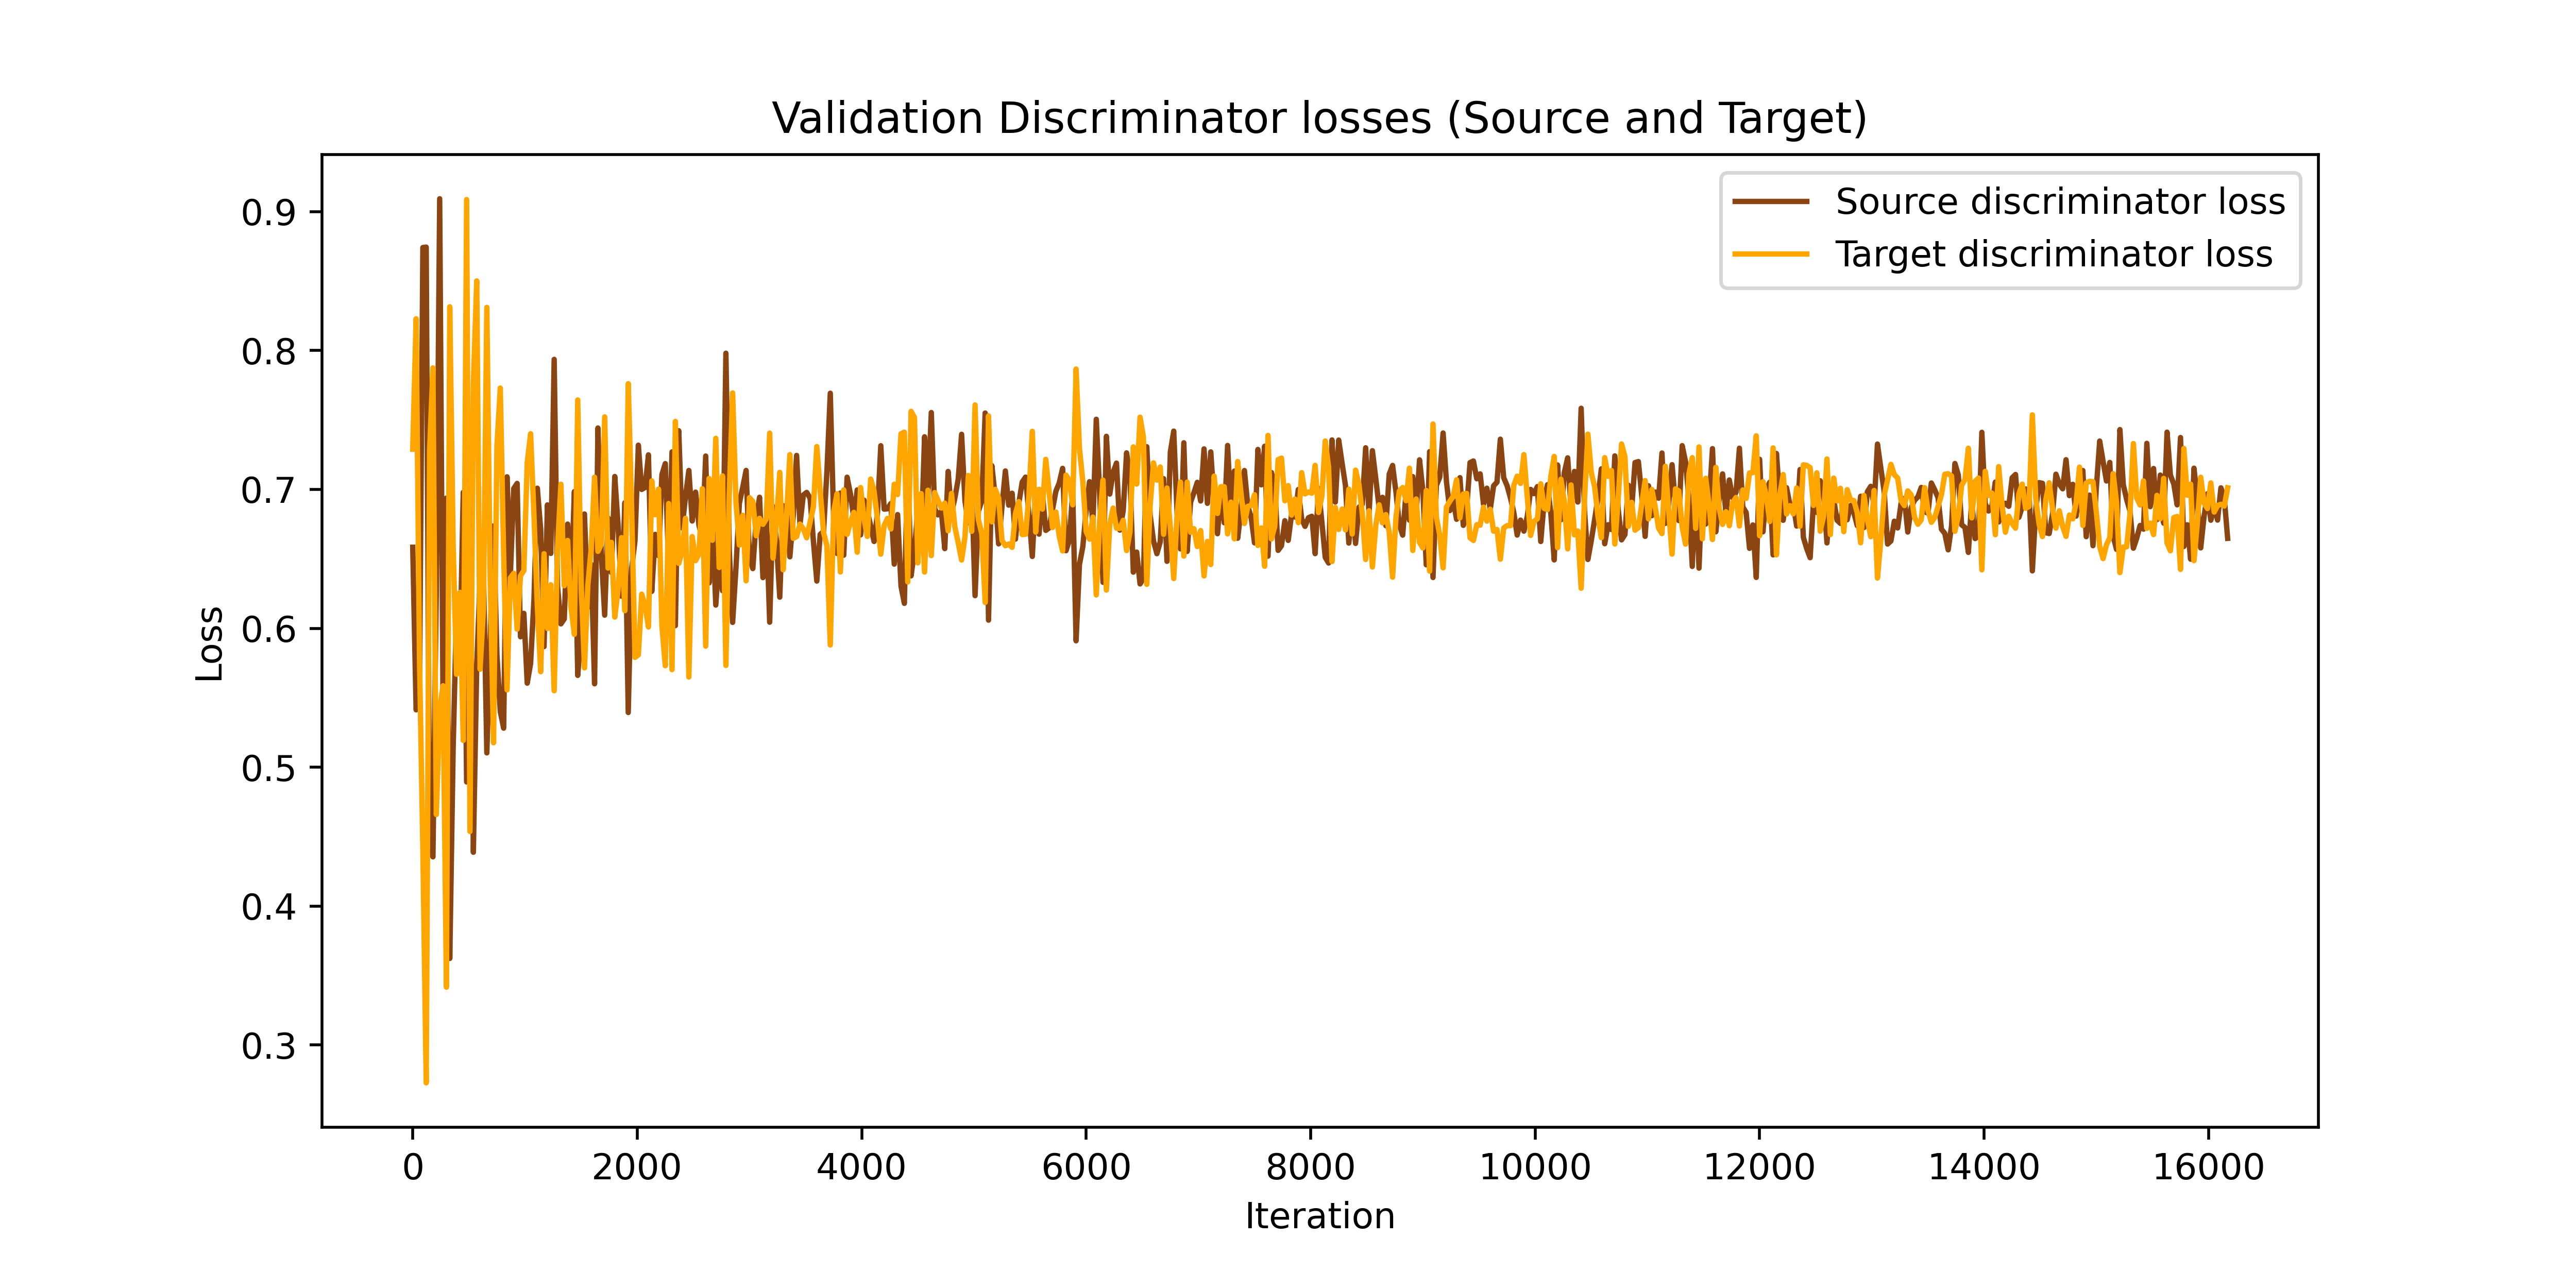 Validation Discriminator losses (Source and Target)
Source discriminator loss
Target discriminator loss
0.9
0.8
0.7
0.6
0.5
0.4
0.3
Loss
0 2000 4000 6000 8000 10000 12000 14000 16000
Iteration